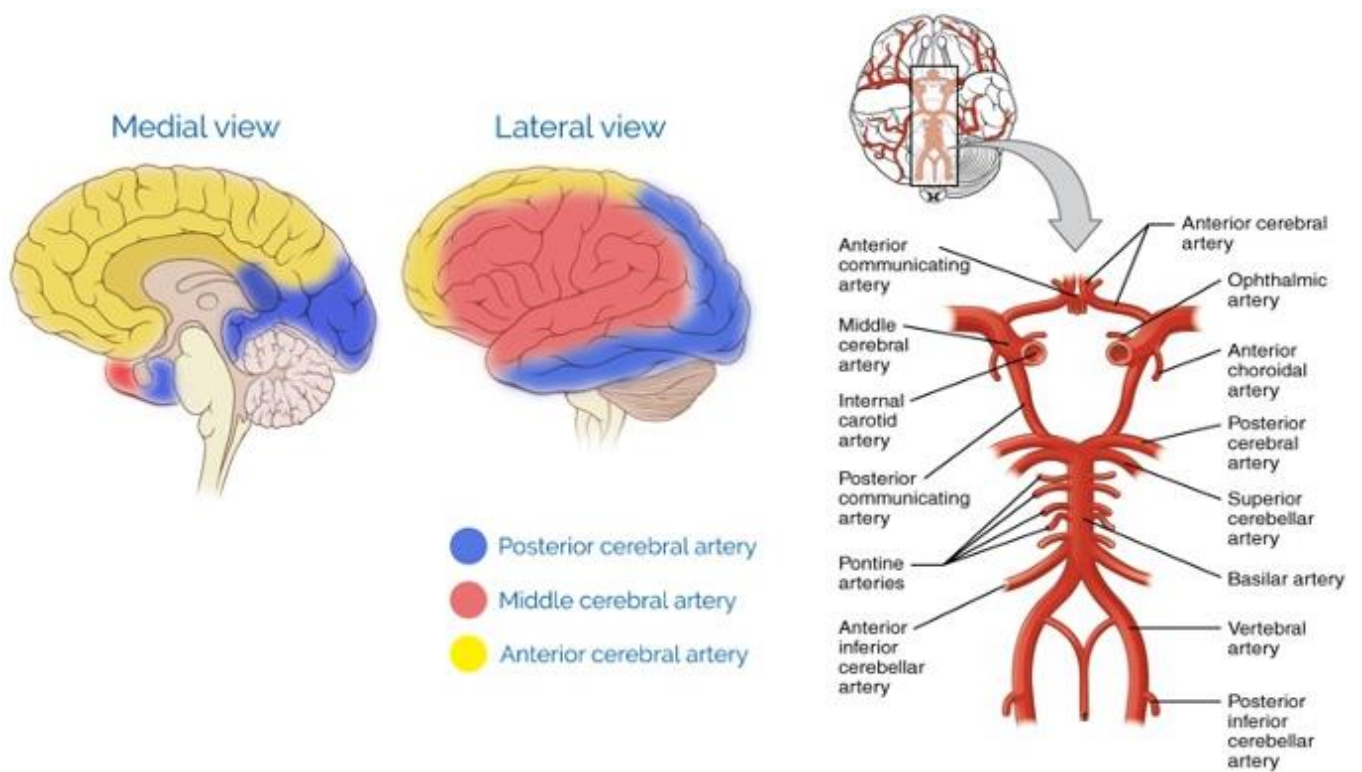 Medial view
Lateral view
Posterior cerebral artery
Middle cerebral artery
Anterior cerebral artery
Anterior
communicating
artery
Middle
cerebral
artery
Internal
carotid
artery
Posterior
communicating
artery
Pontine
arteries
Anterior
inferior
cerebellar
artery
Anterior cerebral
artery
Ophthalmic
artery
Anterior
choroidal
artery
Posterior
cerebral
artery
Superior
cerebellar
artery
Basilar artery
Vertebral
artery
Posterior
inferior
cerebellar
artery